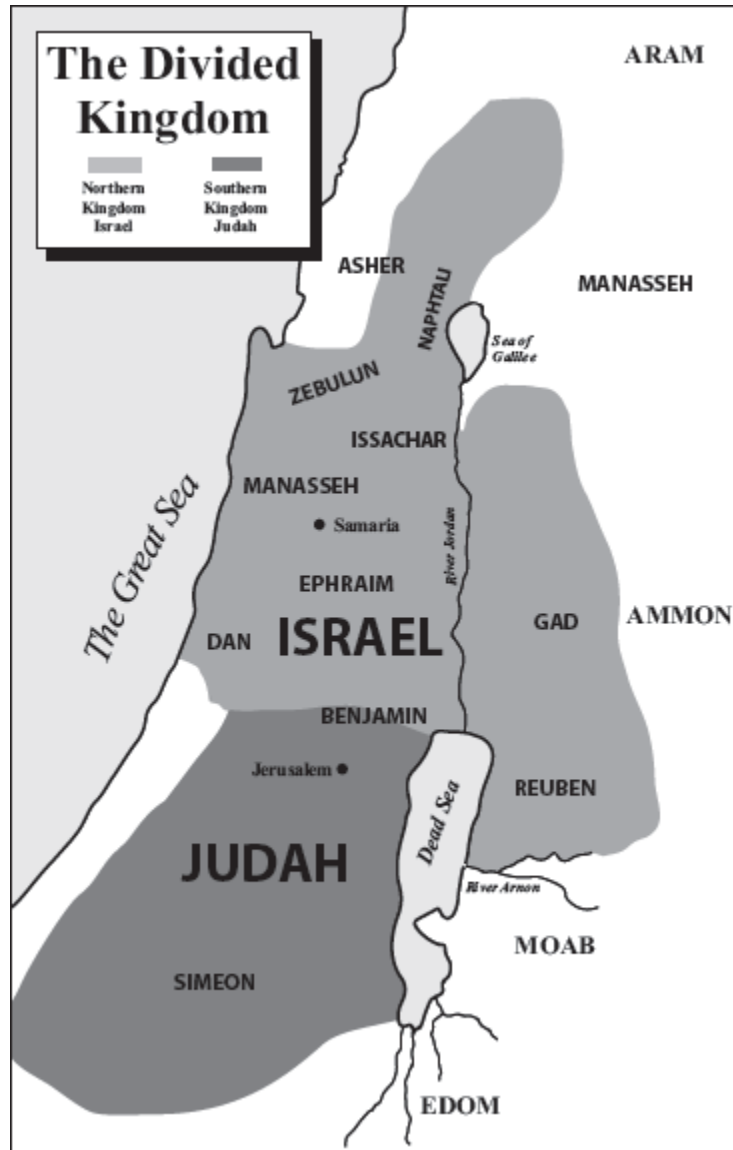 The Divided
Kingdom
Northern
Kingdom
Israel
Southern
Kingdom
Judah
ARAM
ASHER
MANASSEH
NAPHTALI
Sea of
Galilee
ZEBULUN
ISSACHAR
MANASSEH
Samaria
River Jordan
The Great Sea
EPHRAIM
GAD
AMMON
DAN
ISRAEL
BENJAMIN
Jerusalem
Dead Sea
REUBEN
JUDAH
River Arnon
MOAB
SIMEON
EDOM